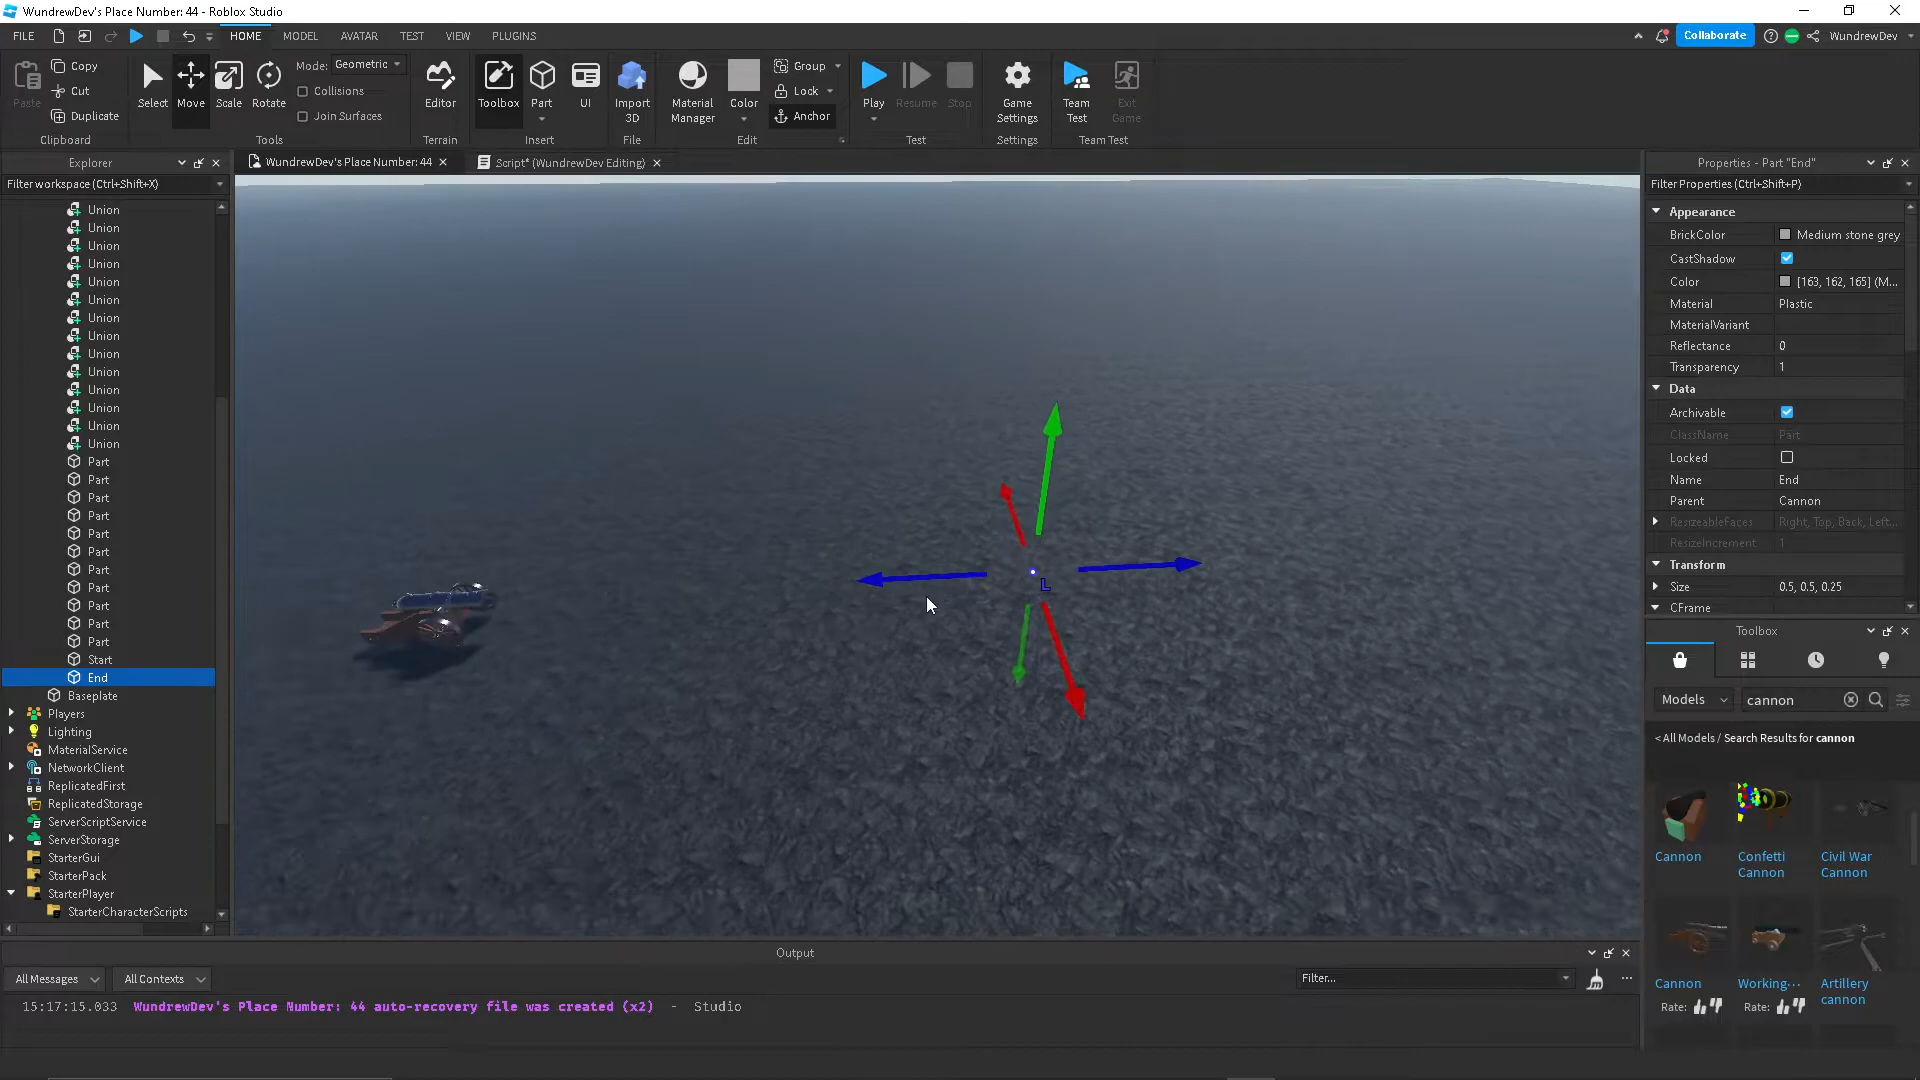 WundrewDev's Place Number: 44 - Roblox Studio
FILE HOME MODEL AVATAR TEST VIEW PLUGINS Collaborate WundrewDev
Paste Copy Cut Duplicate Clipboard
Select Move Scale Rotate Mode: Geometric Collisions Join Surfaces Tools
Editor Terrain
Toolbox Part UI Insert
Import 3D File
Material Manager Color Group Lock Anchor Edit
Play Resume Stop Test
Game Settings Settings
Team Test Exit Game Team Test
Explorer
Filter workspace (Ctrl+Shift+X)
WundrewDev's Place Number: 44
Script* (WundrewDev Editing)
Union
Union
Union
Union
Union
Union
Union
Union
Union
Union
Union
Union
Union
Union
Part
Part
Part
Part
Part
Part
Part
Part
Part
Part
Part
Start
End
Baseplate
Players
Lighting
MaterialService
NetworkClient
ReplicatedFirst
ReplicatedStorage
ServerScriptService
ServerStorage
StarterGui
StarterPack
StarterPlayer
StarterCharacterScripts
L
Properties - Part "End"
Filter Properties (Ctrl+Shift+P)
Appearance
BrickColor Medium stone grey
CastShadow
Color [163, 162, 165] (M...
Material Plastic
MaterialVariant
Reflectance 0
Transparency 1
Data
Archivable
ClassName Part
Locked
Name End
Parent Cannon
ResizeableFaces Right, Top, Back, Left...
ResizeIncrement 1
Transform
Size 0.5, 0.5, 0.25
CFrame
Toolbox
Models cannon
< All Models / Search Results for cannon
Cannon
Confetti Cannon
Civil War Cannon
Cannon
Working...
Artillery cannon
Rate: Rate:
Output
All Messages All Contexts Filter...
15:17:15.033 WundrewDev's Place Number: 44 auto-recovery file was created (x2) - Studio